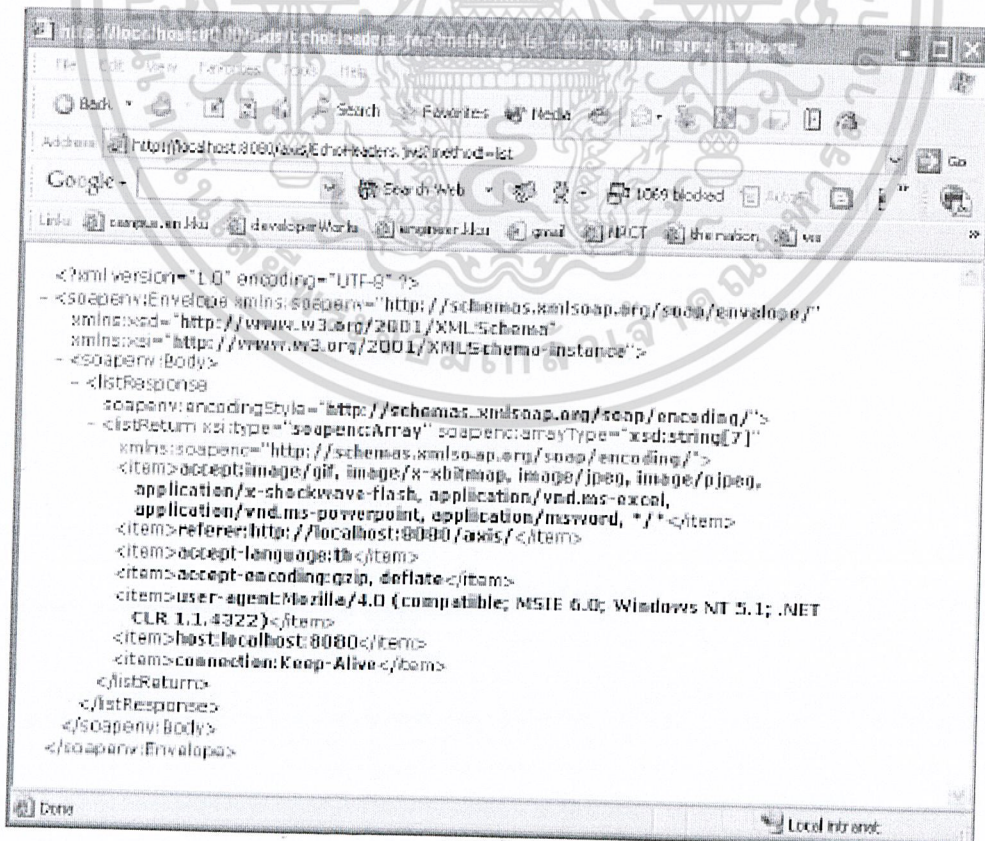 http://localhost:8080/axis/EchoHeaders.jws?method=list - Microsoft Internet Explorer
File Edit View Favorites Tools Help
Back Search Favorites Media
Address http://localhost:8080/axis/EchoHeaders.jws?method=list Go
Google - Search Web 1069 blocked
Links campus.en.kku developerWorks engineer.kku gmail the nation
<?xml version="1.0" encoding="UTF-8" ?>
- <soapenv:Envelope xmlns:soapenv="http://schemas.xmlsoap.org/soap/envelope/"
xmlns:xsd="http://www.w3.org/2001/XMLSchema"
xmlns:xsi="http://www.w3.org/2001/XMLSchema-instance">
- <soapenv:Body>
- <listResponse
soapenv:encodingStyle="http://schemas.xmlsoap.org/soap/encoding/">
- <listReturn xsi:type="soapenc:Array" soapenc:arrayType="xsd:string[7]"
xmlns:soapenc="http://schemas.xmlsoap.org/soap/encoding/">
<item>accept:image/gif, image/x-xbitmap, image/jpeg, image/pjpeg,
application/x-shockwave-flash, application/vnd.ms-excel,
application/vnd.ms-powerpoint, application/msword, */*</item>
<item>referer:http://localhost:8080/axis/</item>
<item>accept-language:th</item>
<item>accept-encoding:gzip, deflate</item>
<item>user-agent:Mozilla/4.0 (compatible; MSIE 6.0; Windows NT 5.1; .NET
CLR 1.1.4322)</item>
<item>host:localhost:8080</item>
<item>connection:Keep-Alive</item>
</listReturn>
</listResponse>
</soapenv:Body>
</soapenv:Envelope>
Done Local intranet